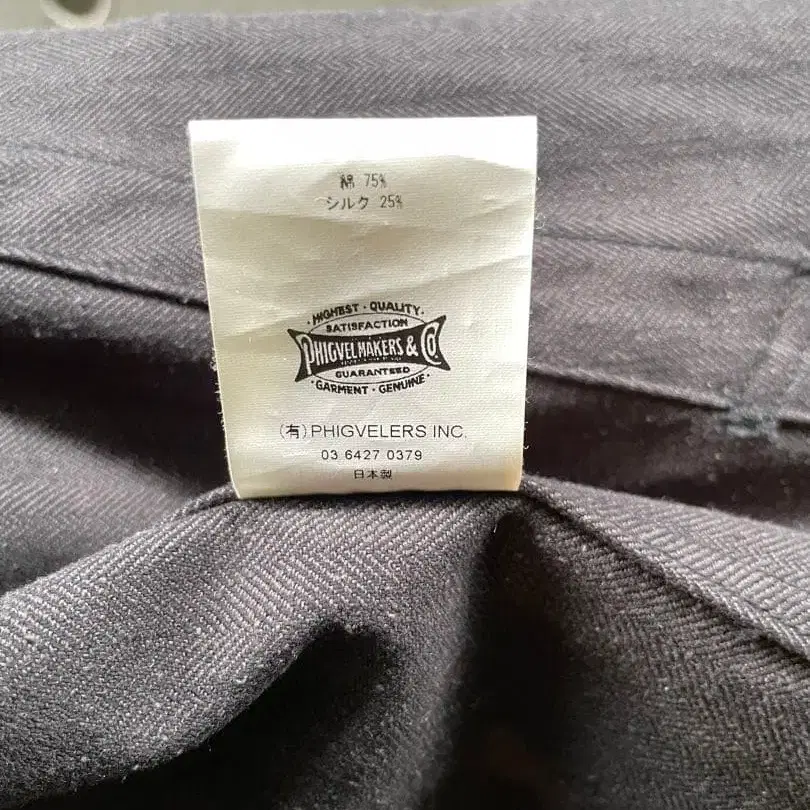 綿 75%
シルク 25%
·HIGHEST·QUALITY·
SATISFACTION
PHIGVEL MAKERS & Co.
GUARANTEED
·GARMENT·GENUINE·
(有)PHIGVELERS INC.
03 6427 0379
日本製